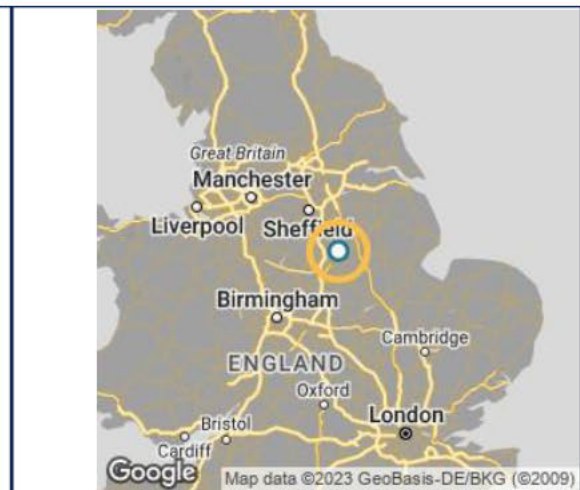 Great Britain
Manchester
Liverpool
Sheffield
Birmingham
Cambridge
ENGLAND
Oxford
London
Bristol
Cardiff
Google
Map data ©2023 GeoBasis-DE/BKG (©2009)